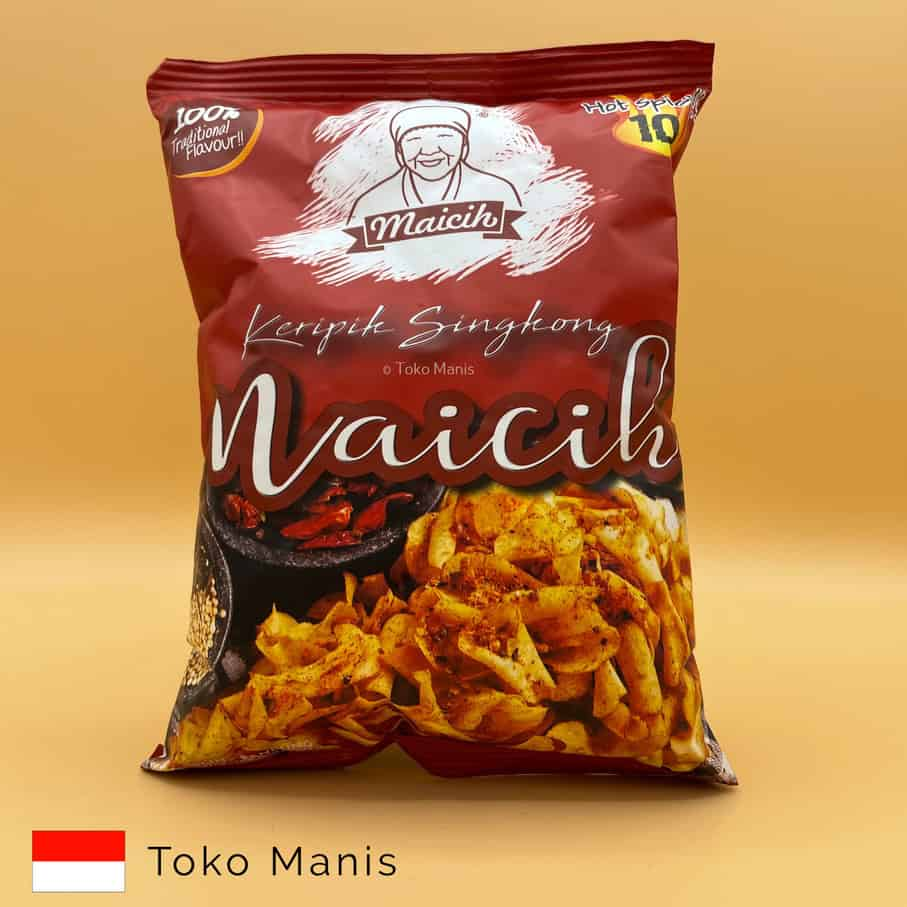 100%
Traditional
Flavour!!
Hot Spicy
10
®
Maicih
Keripik Singkong
© Toko Manis
Maicih
Toko Manis